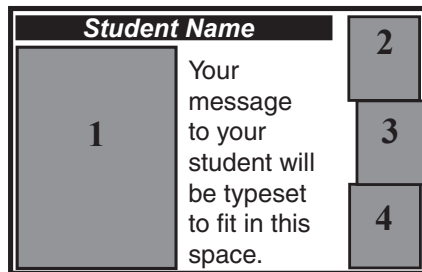 Student Name
1
Your
message
to your
student will
be typeset
to fit in this
space.
2
3
4